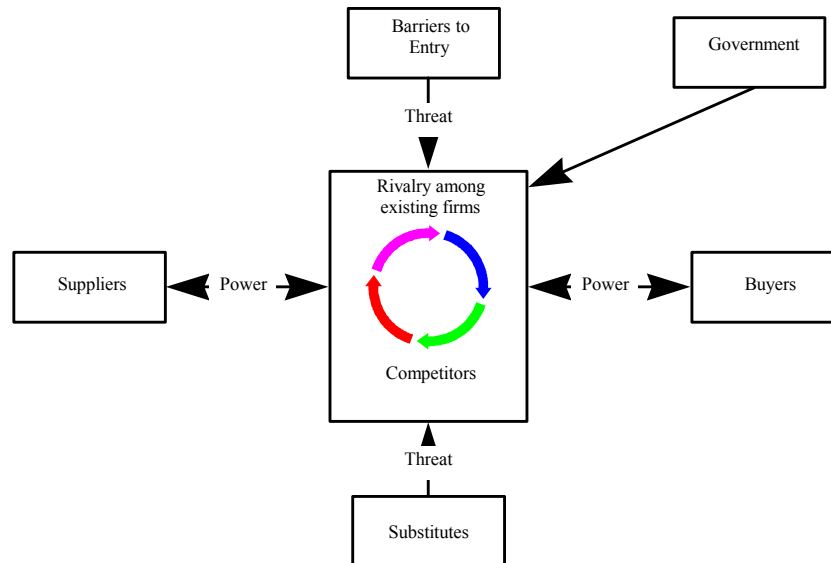 Barriers to
Entry
Government
Threat
Rivalry among
existing firms
Suppliers
Power
Power
Buyers
Competitors
Threat
Substitutes